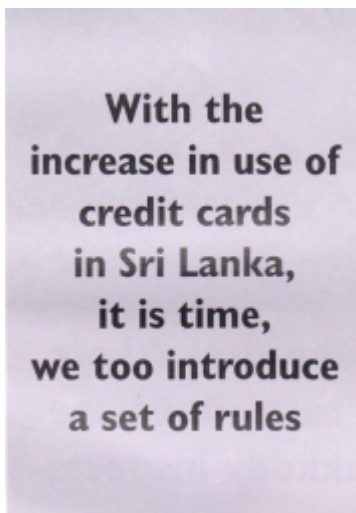 With the
increase in use of
credit cards
in Sri Lanka,
it is time,
we too introduce
a set of rules